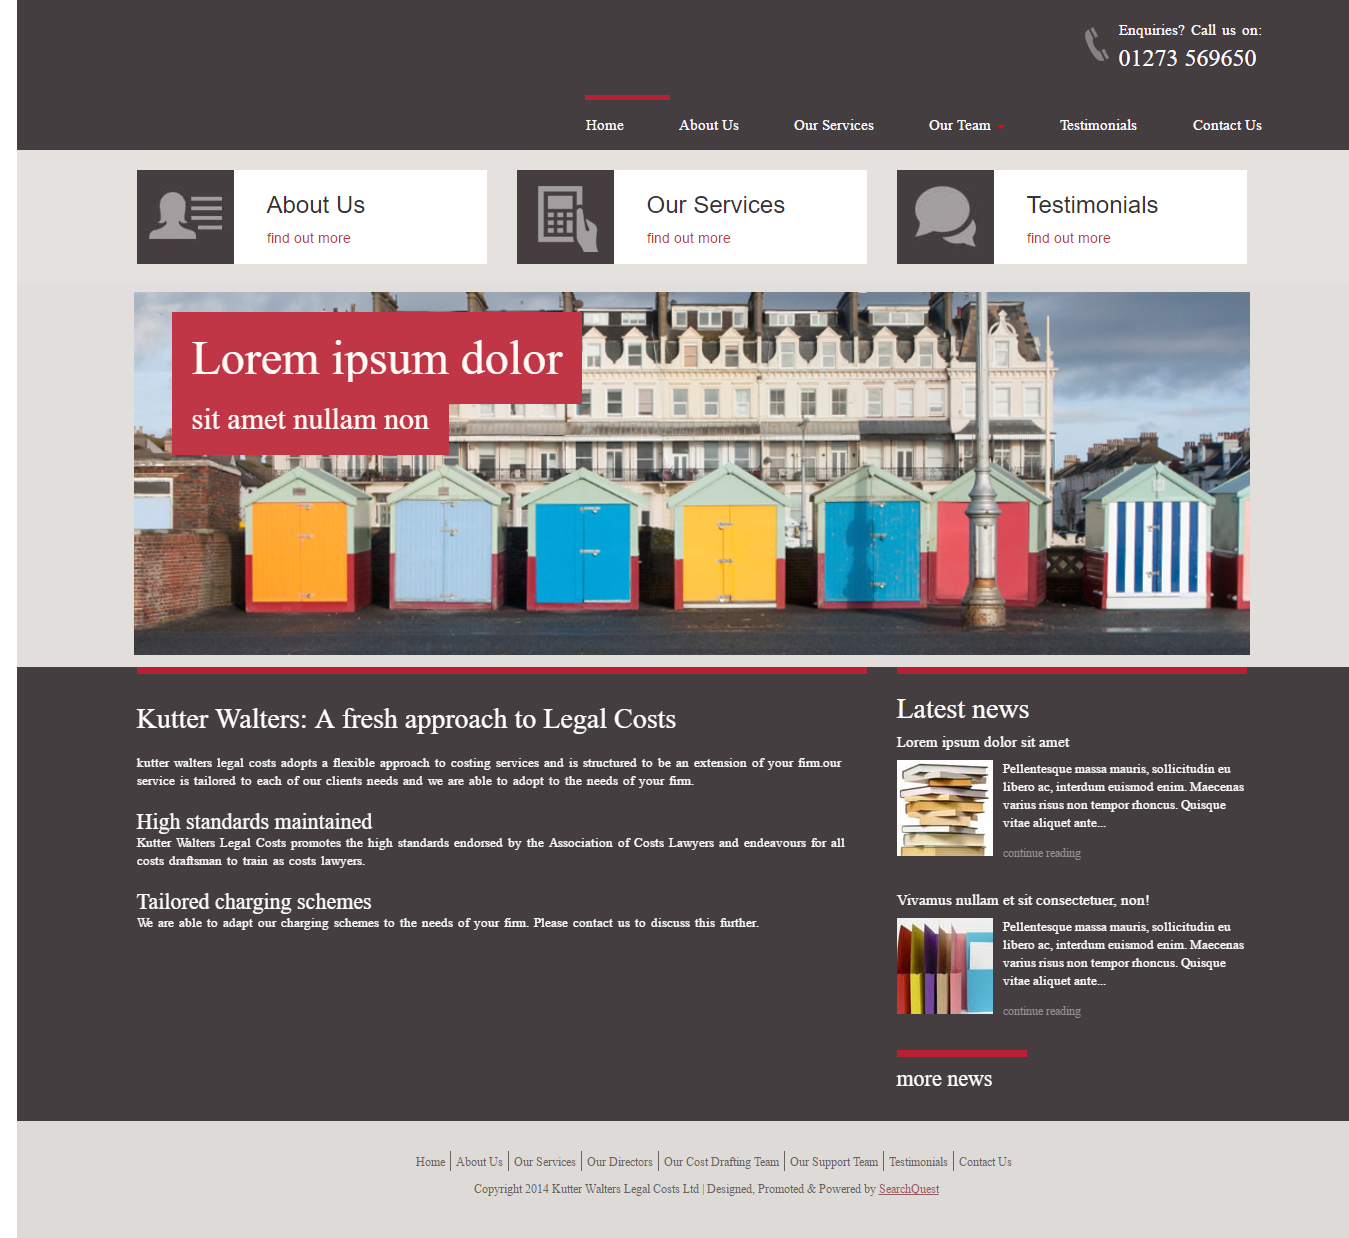 Enquiries? Call us on:
01273 569650
Home
About Us
Our Services
Our Team
Testimonials
Contact Us
About Us
find out more
Our Services
find out more
Testimonials
find out more
Lorem ipsum dolor
sit amet nullam non
Kutter Walters: A fresh approach to Legal Costs
kutter walters legal costs adopts a flexible approach to costing services and is structured to be an extension of your firm.our
service is tailored to each of our clients needs and we are able to adopt to the needs of your firm.
High standards maintained
Kutter Walters Legal Costs promotes the high standards endorsed by the Association of Costs Lawyers and endeavours for all
costs draftsman to train as costs lawyers.
Tailored charging schemes
We are able to adapt our charging schemes to the needs of your firm. Please contact us to discuss this further.
Latest news
Lorem ipsum dolor sit amet
Pellentesque massa mauris, sollicitudin eu
libero ac, interdum euismod enim. Maecenas
varius risus non tempor rhoncus. Quisque
vitae aliquet ante...
continue reading
Vivamus nullam et sit consectetuer, non!
Pellentesque massa mauris, sollicitudin eu
libero ac, interdum euismod enim. Maecenas
varius risus non tempor rhoncus. Quisque
vitae aliquet ante...
continue reading
more news
Home | About Us | Our Services | Our Directors | Our Cost Drafting Team | Our Support Team | Testimonials | Contact Us
Copyright 2014 Kutter Walters Legal Costs Ltd | Designed, Promoted & Powered by SearchQuest